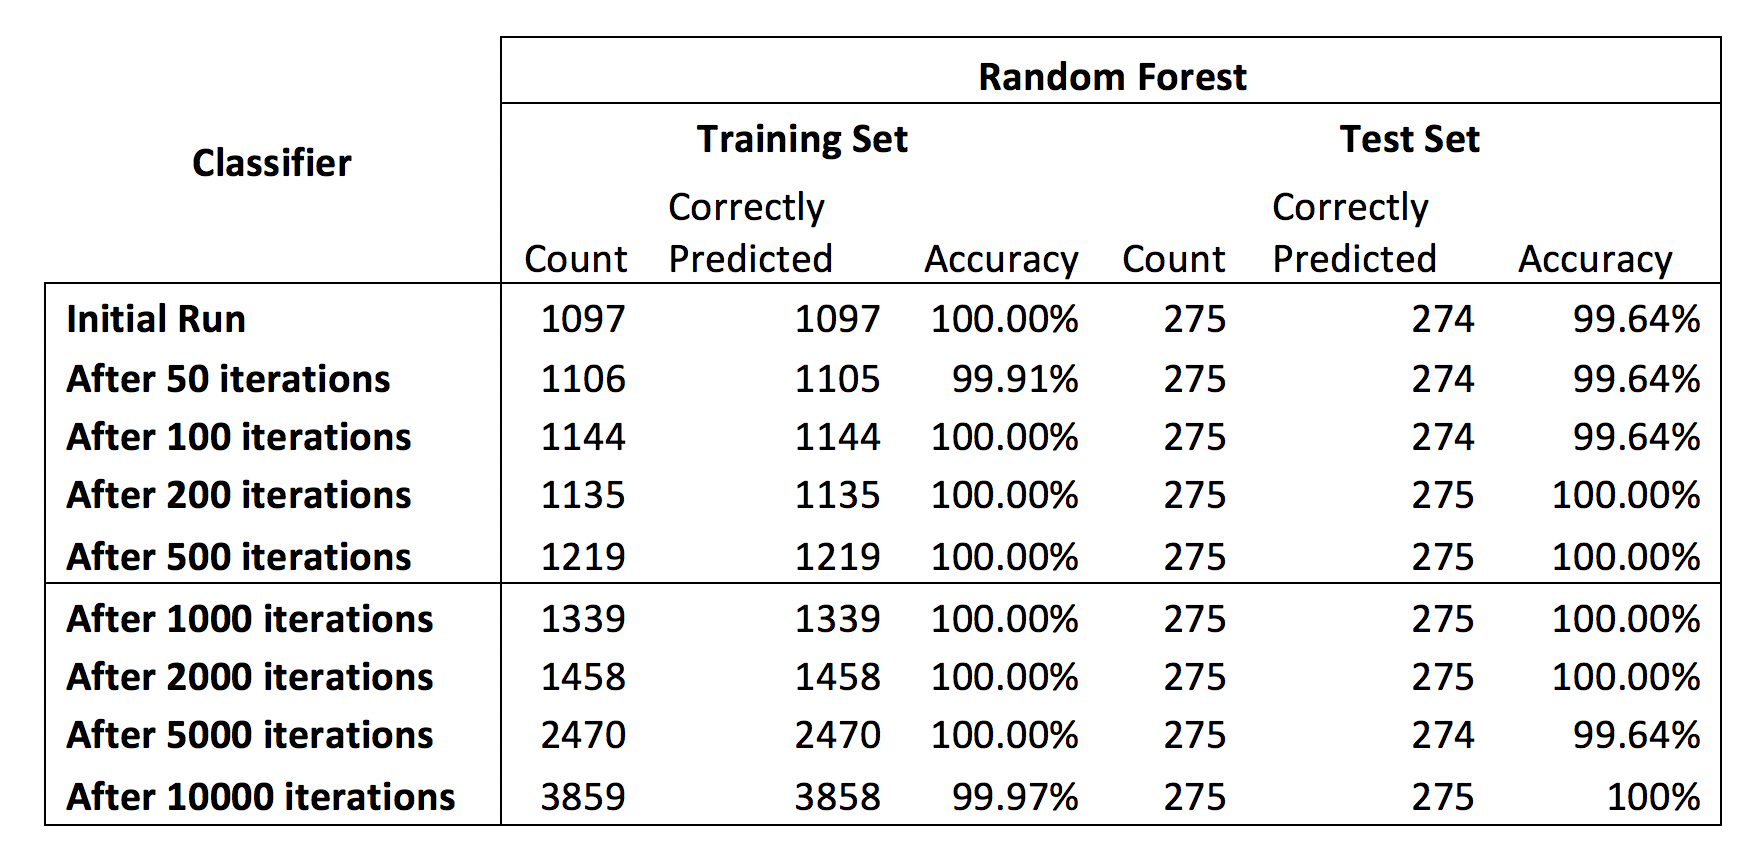 Random Forest
Classifier
Training Set Test Set
Count Correctly Predicted Accuracy Count Correctly Predicted Accuracy
Initial Run 1097 1097 100.00% 275 274 99.64%
After 50 iterations 1106 1105 99.91% 275 274 99.64%
After 100 iterations 1144 1144 100.00% 275 274 99.64%
After 200 iterations 1135 1135 100.00% 275 275 100.00%
After 500 iterations 1219 1219 100.00% 275 275 100.00%
After 1000 iterations 1339 1339 100.00% 275 275 100.00%
After 2000 iterations 1458 1458 100.00% 275 275 100.00%
After 5000 iterations 2470 2470 100.00% 275 274 99.64%
After 10000 iterations 3859 3858 99.97% 275 275 100%